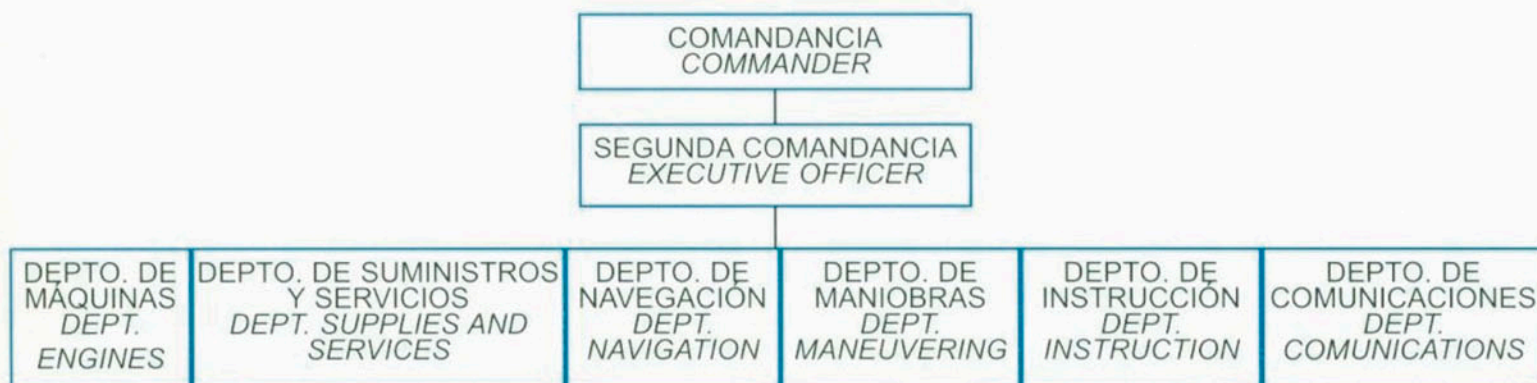 COMANDANCIA
COMMANDER
SEGUNDA COMANDANCIA
EXECUTIVE OFFICER
DEPTO. DE
MÁQUINAS
DEPT.
ENGINES
DEPTO. DE SUMINISTROS
Y SERVICIOS
DEPT. SUPPLIES AND
SERVICES
DEPTO. DE
NAVEGACIÓN
DEPT.
NAVIGATION
DEPTO. DE
MANIOBRAS
DEPT.
MANEUVERING
DEPTO. DE
INSTRUCCIÓN
DEPT.
INSTRUCTION
DEPTO. DE
COMUNICACIONES
DEPT.
COMUNICATIONS